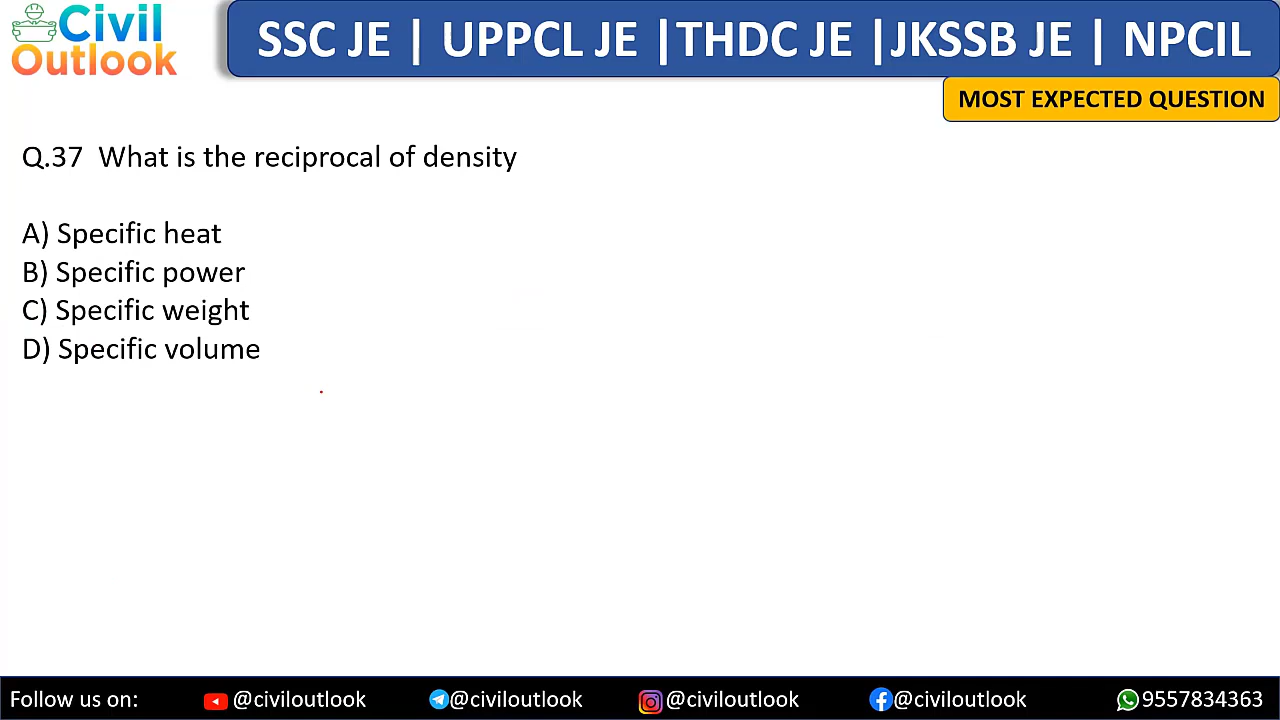 Civil
Outlook
SSC JE | UPPCL JE |THDC JE |JKSSB JE | NPCIL
MOST EXPECTED QUESTION
Q.37 What is the reciprocal of density
A) Specific heat
B) Specific power
C) Specific weight
D) Specific volume
Follow us on: @civiloutlook @civiloutlook @civiloutlook @civiloutlook 9557834363